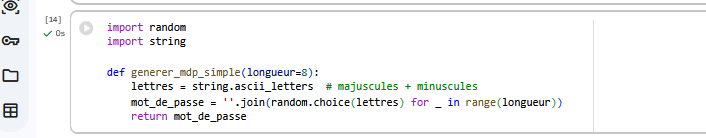 [14]
0s
import random
import string
def generer_mdp_simple(longueur=8):
    lettres = string.ascii_letters  # majuscules + minuscules
    mot_de_passe = ''.join(random.choice(lettres) for _ in range(longueur))
    return mot_de_passe